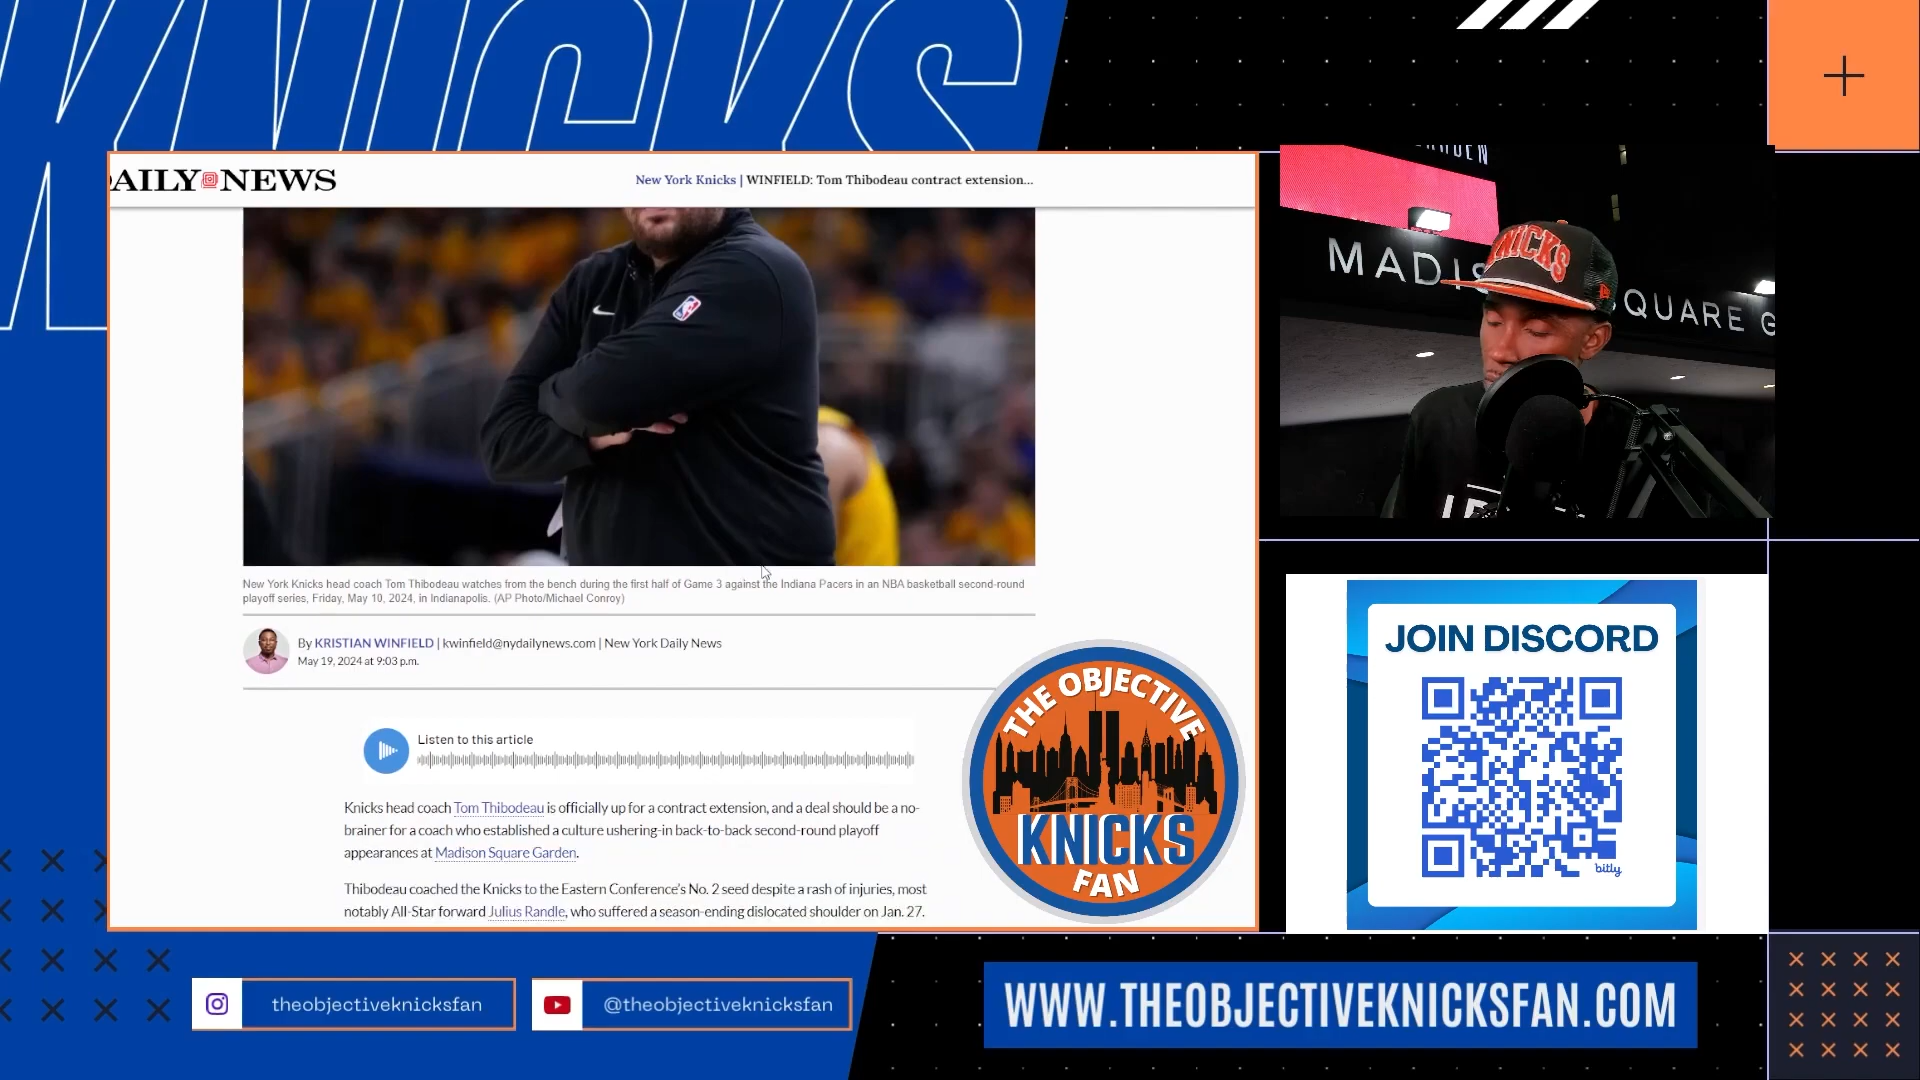 KNICKS
DAILY NEWS
New York Knicks | WINFIELD: Tom Thibodeau contract extension...
New York Knicks head coach Tom Thibodeau watches from the bench during the first half of Game 3 against the Indiana Pacers in an NBA basketball second-round
playoff series, Friday, May 10, 2024, in Indianapolis. (AP Photo/Michael Conroy)
By KRISTIAN WINFIELD | kwinfield@nydailynews.com | New York Daily News
May 19, 2024 at 9:03 p.m.
Listen to this article
Knicks head coach Tom Thibodeau is officially up for a contract extension, and a deal should be a no-
brainer for a coach who established a culture ushering-in back-to-back second-round playoff
appearances at Madison Square Garden.
Thibodeau coached the Knicks to the Eastern Conference's No. 2 seed despite a rash of injuries, most
notably All-Star forward Julius Randle, who suffered a season-ending dislocated shoulder on Jan. 27.
THE OBJECTIVE
KNICKS
FAN
KNICKS
MADIS QUARE G
JOIN DISCORD
bitly
theobjectiveknicksfan
@theobjectiveknicksfan
WWW.THEOBJECTIVEKNICKSFAN.COM